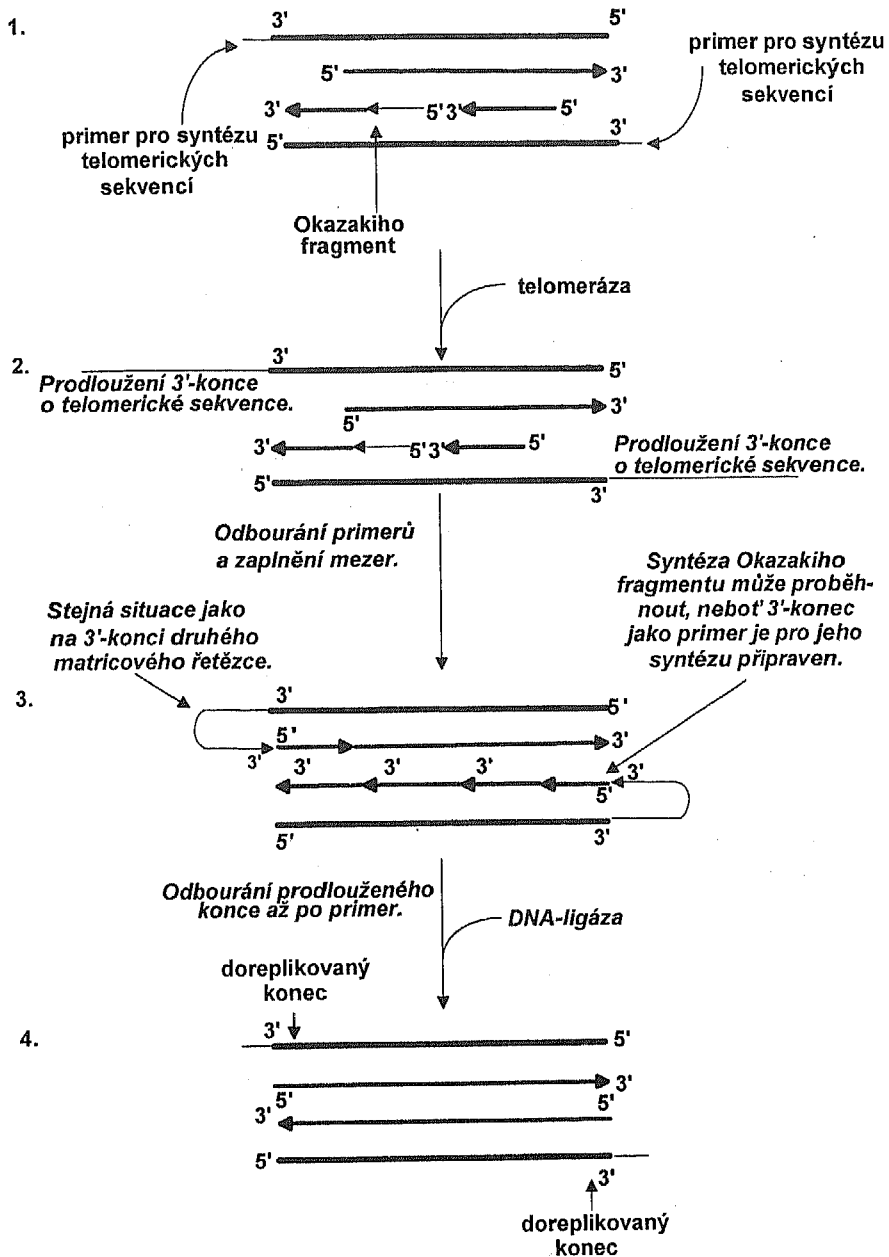 1.
3'
5'
primer pro syntézu
telomerických
sekvencí
5'
3'
3'
5'3'
5'
primer pro syntézu
telomerických
sekvencí
5'
3'
Okazakiho
fragment
telomeráza
2.
3'
5'
Prodloužení 3'-konce
o telomerické sekvence.
5'
3'
3'
5'3'
5'
Prodloužení 3'-konce
o telomerické sekvence.
5'
3'
Odbourání primerů
a zaplnění mezer.
Syntéza Okazakiho
fragmentu může proběh-
nout, neboť 3'-konec
jako primer je pro jeho
syntézu připraven.
Stejná situace jako
na 3'-konci druhého
matricového řetězce.
3.
3'
5'
5'
3'
3'
3'
3'
3'
3'
5'
5'
3'
Odbourání prodlouženého
konce až po primer.
DNA-ligáza
doreplikovaný
konec
4.
3'
5'
5'
3'
3'
5'
5'
3'
doreplikovaný
konec